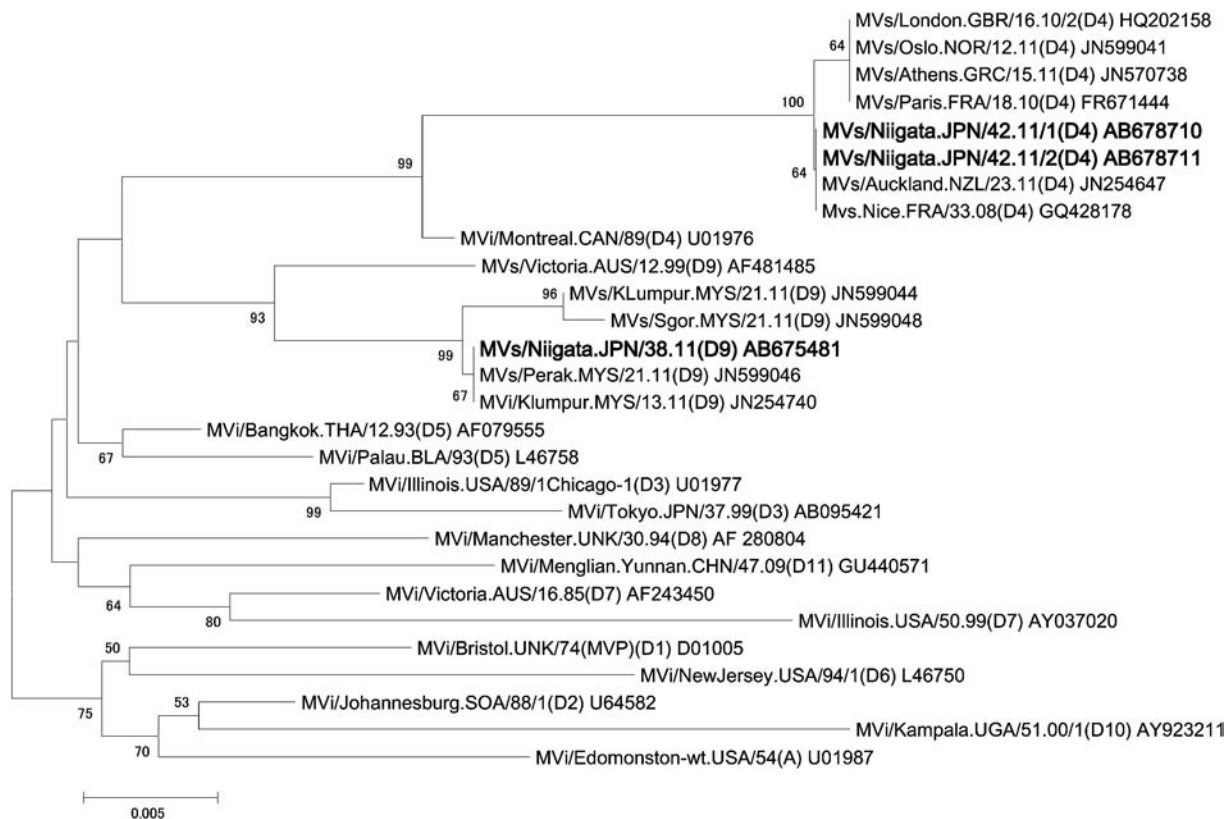 MVs/London.GBR/16.10/2(D4) HQ202158
64
MVs/Oslo.NOR/12.11(D4) JN599041
MVs/Athens.GRC/15.11(D4) JN570738
100
MVs/Paris.FRA/18.10(D4) FR671444
MVs/Niigata.JPN/42.11/1(D4) AB678710
99
MVs/Niigata.JPN/42.11/2(D4) AB678711
64
MVs/Auckland.NZL/23.11(D4) JN254647
Mvs.Nice.FRA/33.08(D4) GQ428178
MVi/Montreal.CAN/89(D4) U01976
MVs/Victoria.AUS/12.99(D9) AF481485
96
MVs/KLumpur.MYS/21.11(D9) JN599044
93
MVs/Sgor.MYS/21.11(D9) JN599048
99
MVs/Niigata.JPN/38.11(D9) AB675481
MVs/Perak.MYS/21.11(D9) JN599046
67
MVi/Klumpur.MYS/13.11(D9) JN254740
MVi/Bangkok.THA/12.93(D5) AF079555
67
MVi/Palau.BLA/93(D5) L46758
MVi/Illinois.USA/89/1Chicago-1(D3) U01977
99
MVi/Tokyo.JPN/37.99(D3) AB095421
MVi/Manchester.UNK/30.94(D8) AF 280804
MVi/Menglian.Yunnan.CHN/47.09(D11) GU440571
64
MVi/Victoria.AUS/16.85(D7) AF243450
80
MVi/Illinois.USA/50.99(D7) AY037020
50
MVi/Bristol.UNK/74(MVP)(D1) D01005
MVi/NewJersey.USA/94/1(D6) L46750
75
53
MVi/Johannesburg.SOA/88/1(D2) U64582
MVi/Kampala.UGA/51.00/1(D10) AY923211
70
MVi/Edomonston-wt.USA/54(A) U01987
0.005